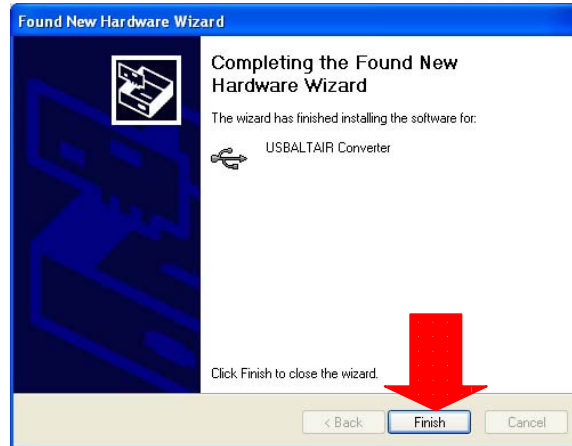 Found New Hardware Wizard
Completing the Found New
Hardware Wizard
The wizard has finished installing the software for:
USBALTAIR Converter
Click Finish to close the wizard.
< Back Finish Cancel